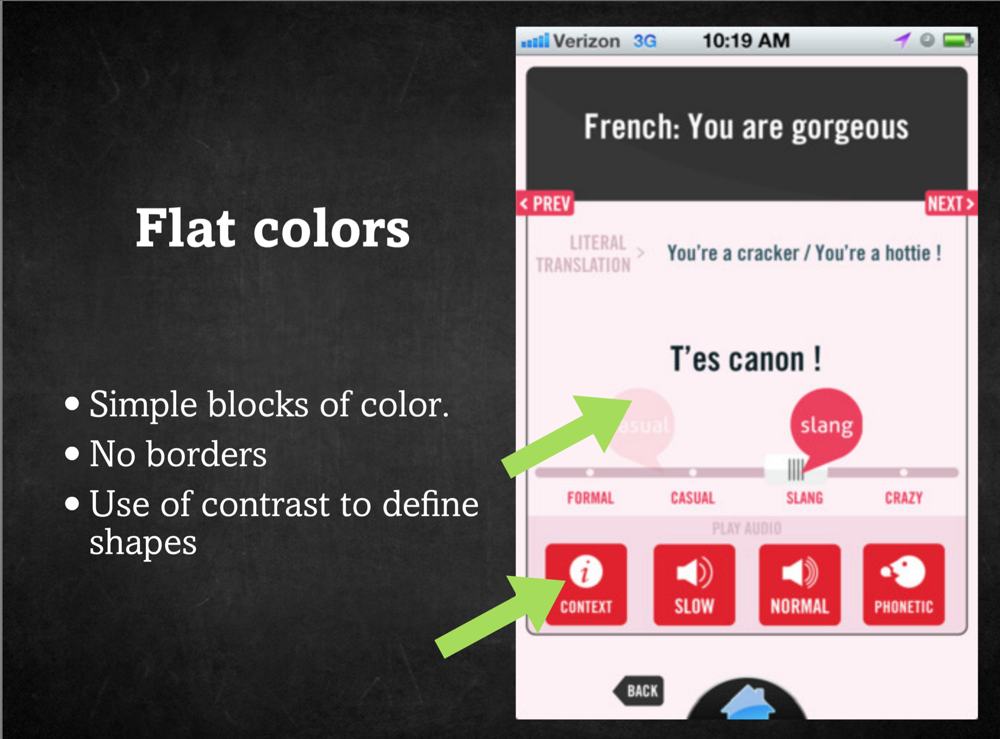 Flat colors
• Simple blocks of color.
• No borders
• Use of contrast to define
shapes
Verizon 3G 10:19 AM
French: You are gorgeous
< PREV
NEXT >
LITERAL
TRANSLATION >
You're a cracker / You're a hottie !
T'es canon !
slang
FORMAL
CASUAL
SLANG
CRAZY
PLAY AUDIO
i
CONTEXT
SLOW
NORMAL
PHONETIC
BACK